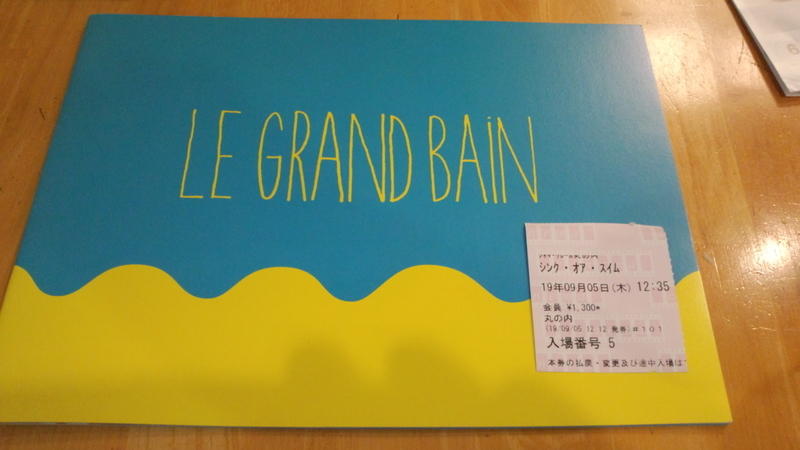 LE GRAND BAiN
シンク・オア・スイム
19年09月05日(木) 12:35
会員 ¥1,300*
丸の内
(19/09/05 12:12 発券) #101
入場番号 5
本券の払戻・変更及び途中入場は